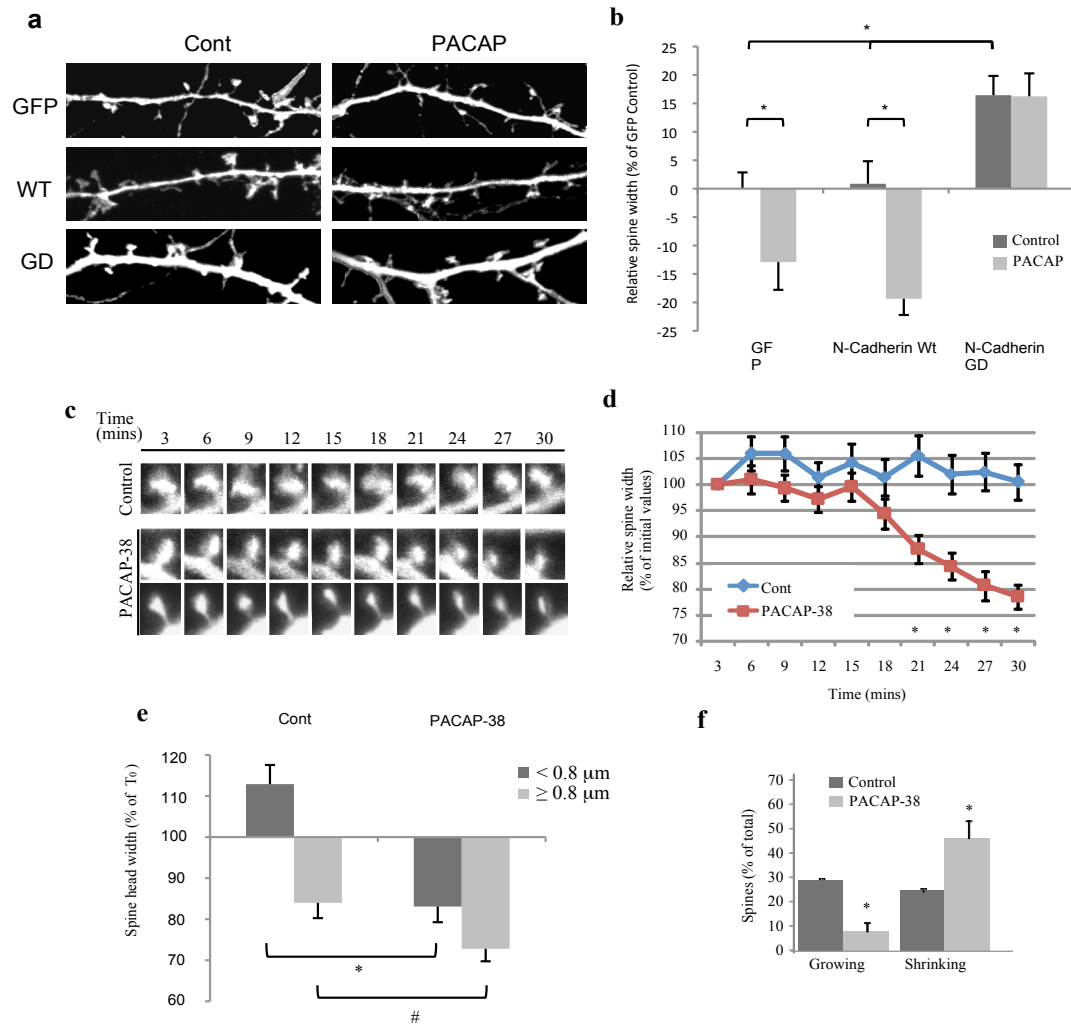 a
Cont PACAP
GFP
WT
GD
b
*
* *
Relative spine width (% of GFP Control)
25
20
15
10
5
0
-5
-10
-15
-20
-25
Control
PACAP
GF
P
N-Cadherin Wt
N-Cadherin
GD
c
Time
(mins)
3 6 9 12 15 18 21 24 27 30
Control
PACAP-38
d
Relative spine width
(% of initial values)
110
105
100
95
90
85
80
75
70
Cont
PACAP-38
* * * *
3 6 9 12 15 18 21 24 27 30
Time (mins)
e
Cont PACAP-38
Spine head width (% of T0)
120
110
100
90
80
70
60
< 0.8 μm
≥ 0.8 μm
*
#
f
Spines (% of total)
70
60
50
40
30
20
10
0
Control
PACAP-38
*
*
Growing Shrinking